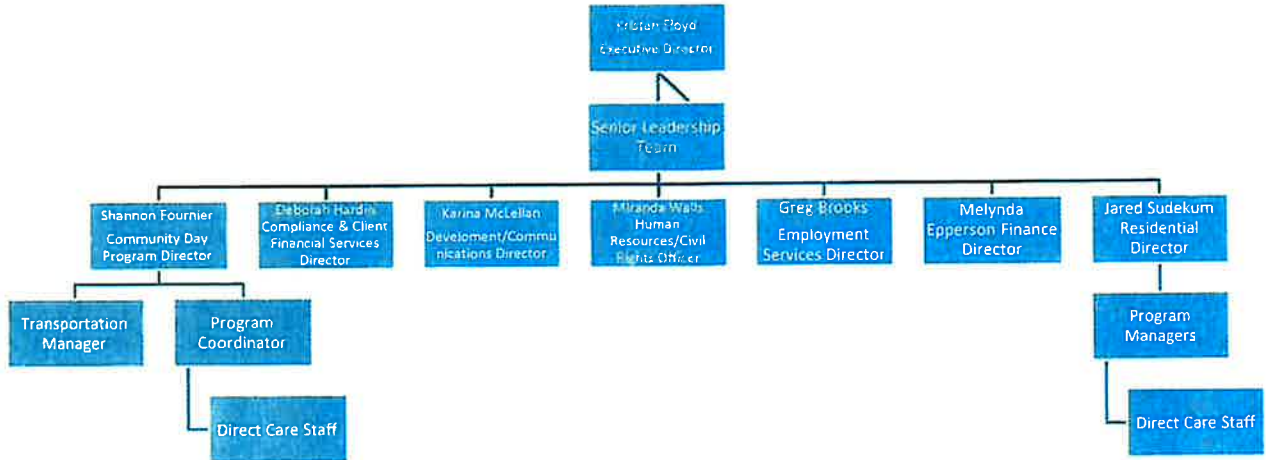 Kristen Floyd
Executive Director
Senior Leadership
Team
Shannon Fournier
Community Day
Program Director
Deborah Hardin
Compliance & Client
Financial Services
Director
Karina McLellan
Develoment/Commu
nications Director
Miranda Walls
Human
Resources/Civil
Rights Officer
Greg Brooks
Employment
Services Director
Melynda
Epperson Finance
Director
Jared Sudekum
Residential
Director
Transportation
Manager
Program
Coordinator
Program
Managers
Direct Care Staff
Direct Care Staff